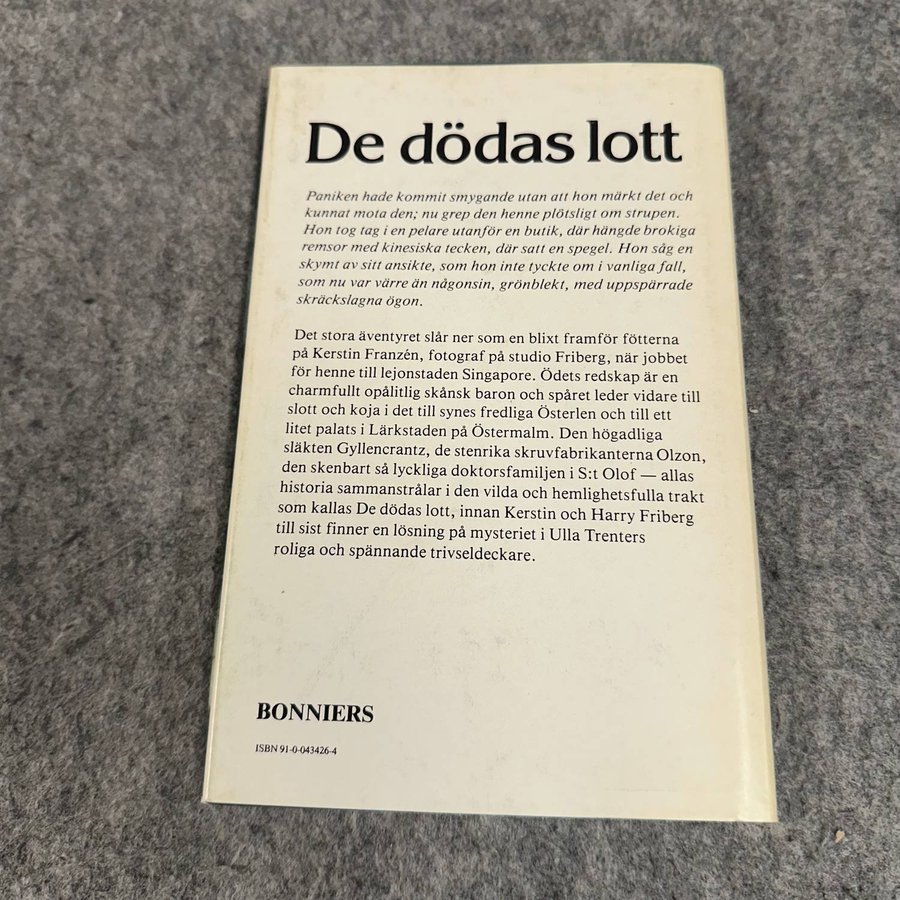 De dödas lott
Paniken hade kommit smygande utan att hon märkt det och
kunnat mota den; nu grep den henne plötsligt om strupen.
Hon tog tag i en pelare utanför en butik, där hängde brokiga
remsor med kinesiska tecken, där satt en spegel. Hon såg en
skymt av sitt ansikte, som hon inte tyckte om i vanliga fall,
som nu var värre än någonsin, grönblekt, med uppspärrade
skräckslagna ögon.
Det stora äventyret slår ner som en blixt framför fötterna
på Kerstin Franzén, fotograf på studio Friberg, när jobbet
för henne till lejonstaden Singapore. Ödets redskap är en
charmfullt opålitlig skånsk baron och spåret leder vidare till
slott och koja i det till synes fredliga Österlen och till ett
litet palats i Lärkstaden på Östermalm. Den högadliga
släkten Gyllencrantz, de stenrika skruvfabrikanterna Olzon,
den skenbart så lyckliga doktorsfamiljen i S:t Olof — allas
historia sammanstrålar i den vilda och hemlighetsfulla trakt
som kallas De dödas lott, innan Kerstin och Harry Friberg
till sist finner en lösning på mysteriet i Ulla Trenters
roliga och spännande trivseldeckare.
BONNIERS
ISBN 91-0-043426-4